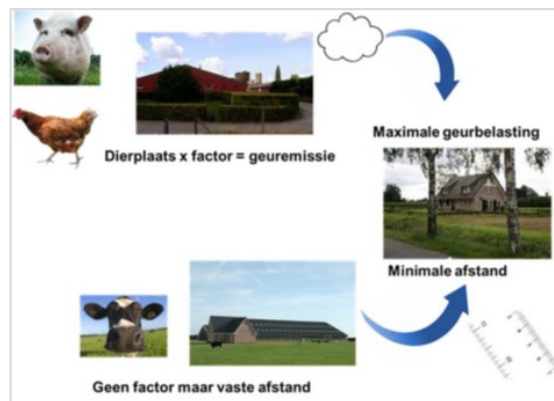 Maximale geurbelasting
Dierplaats x factor = geuremissie
Minimale afstand
Geen factor maar vaste afstand